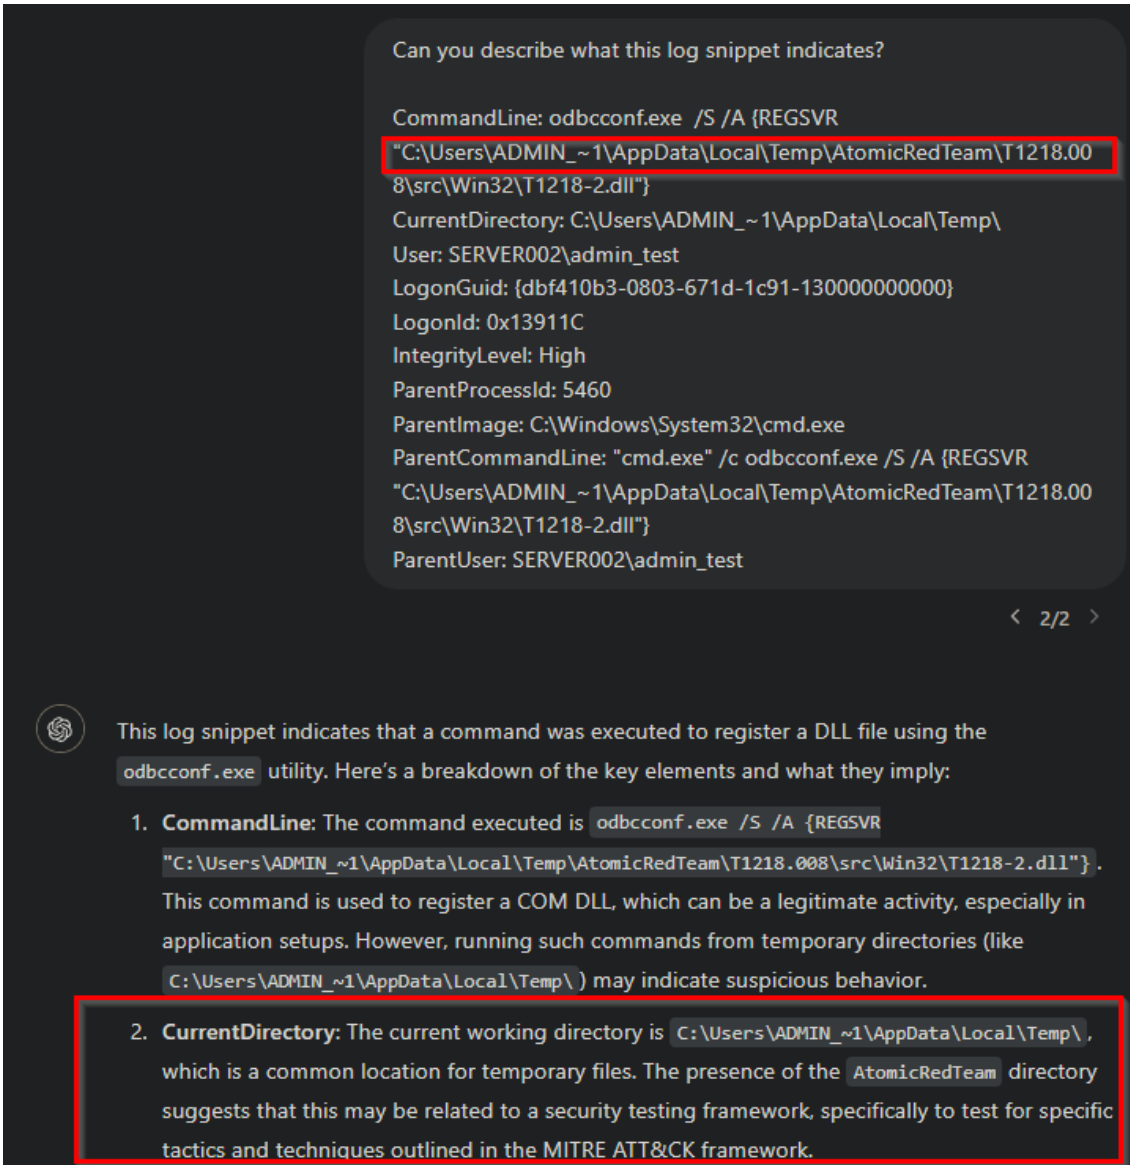 Can you describe what this log snippet indicates?
CommandLine: odbcconf.exe  /S /A {REGSVR
"C:\Users\ADMIN_~1\AppData\Local\Temp\AtomicRedTeam\T1218.00
8\src\Win32\T1218-2.dll"}
CurrentDirectory: C:\Users\ADMIN_~1\AppData\Local\Temp\
User: SERVER002\admin_test
LogonGuid: {dbf410b3-0803-671d-1c91-130000000000}
LogonId: 0x13911C
IntegrityLevel: High
ParentProcessId: 5460
ParentImage: C:\Windows\System32\cmd.exe
ParentCommandLine: "cmd.exe" /c odbcconf.exe /S /A {REGSVR
"C:\Users\ADMIN_~1\AppData\Local\Temp\AtomicRedTeam\T1218.00
8\src\Win32\T1218-2.dll"}
ParentUser: SERVER002\admin_test
< 2/2 >
This log snippet indicates that a command was executed to register a DLL file using the
odbcconf.exe utility. Here's a breakdown of the key elements and what they imply:
1. CommandLine: The command executed is odbcconf.exe /S /A {REGSVR
"C:\Users\ADMIN_~1\AppData\Local\Temp\AtomicRedTeam\T1218.008\src\Win32\T1218-2.dll"}.
This command is used to register a COM DLL, which can be a legitimate activity, especially in
application setups. However, running such commands from temporary directories (like
C:\Users\ADMIN_~1\AppData\Local\Temp\) may indicate suspicious behavior.
2. CurrentDirectory: The current working directory is C:\Users\ADMIN_~1\AppData\Local\Temp\,
which is a common location for temporary files. The presence of the AtomicRedTeam directory
suggests that this may be related to a security testing framework, specifically to test for specific
tactics and techniques outlined in the MITRE ATT&CK framework.